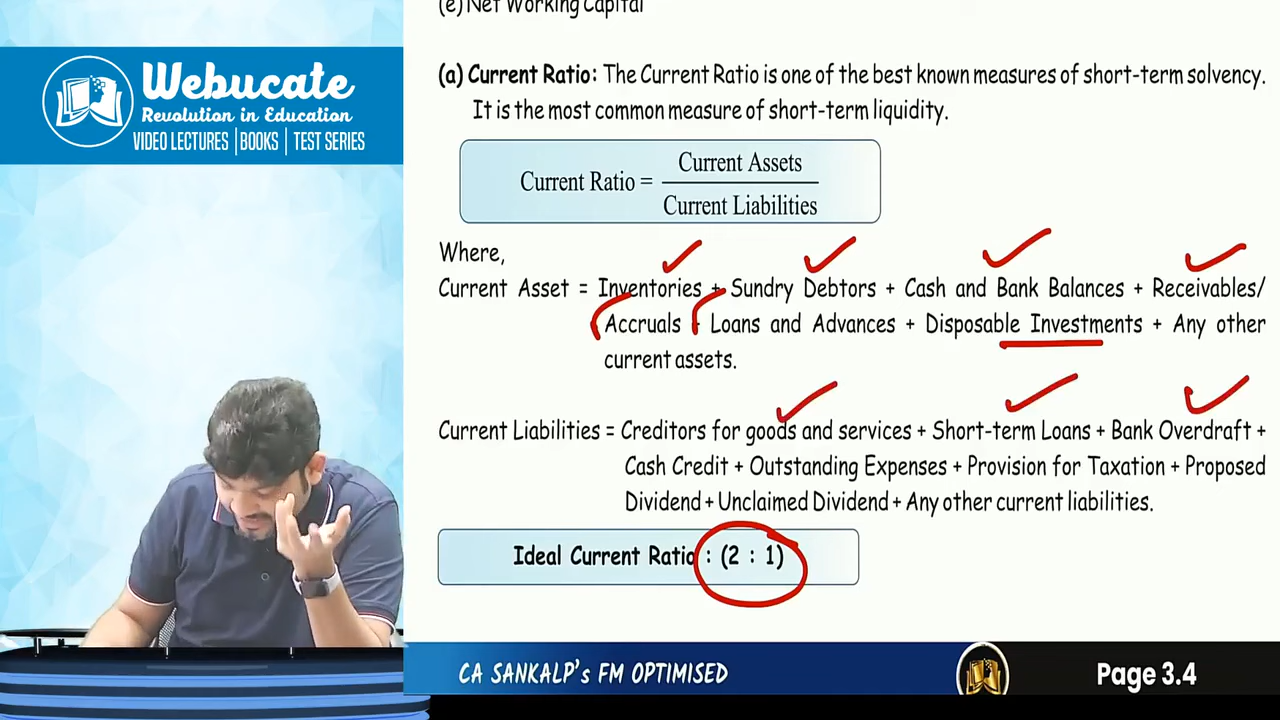 (e) Net Working Capital
Webucate
Revolution in Education
VIDEO LECTURES | BOOKS | TEST SERIES
(a) Current Ratio: The Current Ratio is one of the best known measures of short-term solvency.
It is the most common measure of short-term liquidity.
Current Ratio = Current Assets
Current Liabilities
Where,
Current Asset = Inventories + Sundry Debtors + Cash and Bank Balances + Receivables/
Accruals + Loans and Advances + Disposable Investments + Any other
current assets.
Current Liabilities = Creditors for goods and services + Short-term Loans + Bank Overdraft +
Cash Credit + Outstanding Expenses + Provision for Taxation + Proposed
Dividend + Unclaimed Dividend + Any other current liabilities.
Ideal Current Ratio : (2 : 1)
CA SANKALP's FM OPTIMISED
Page 3.4